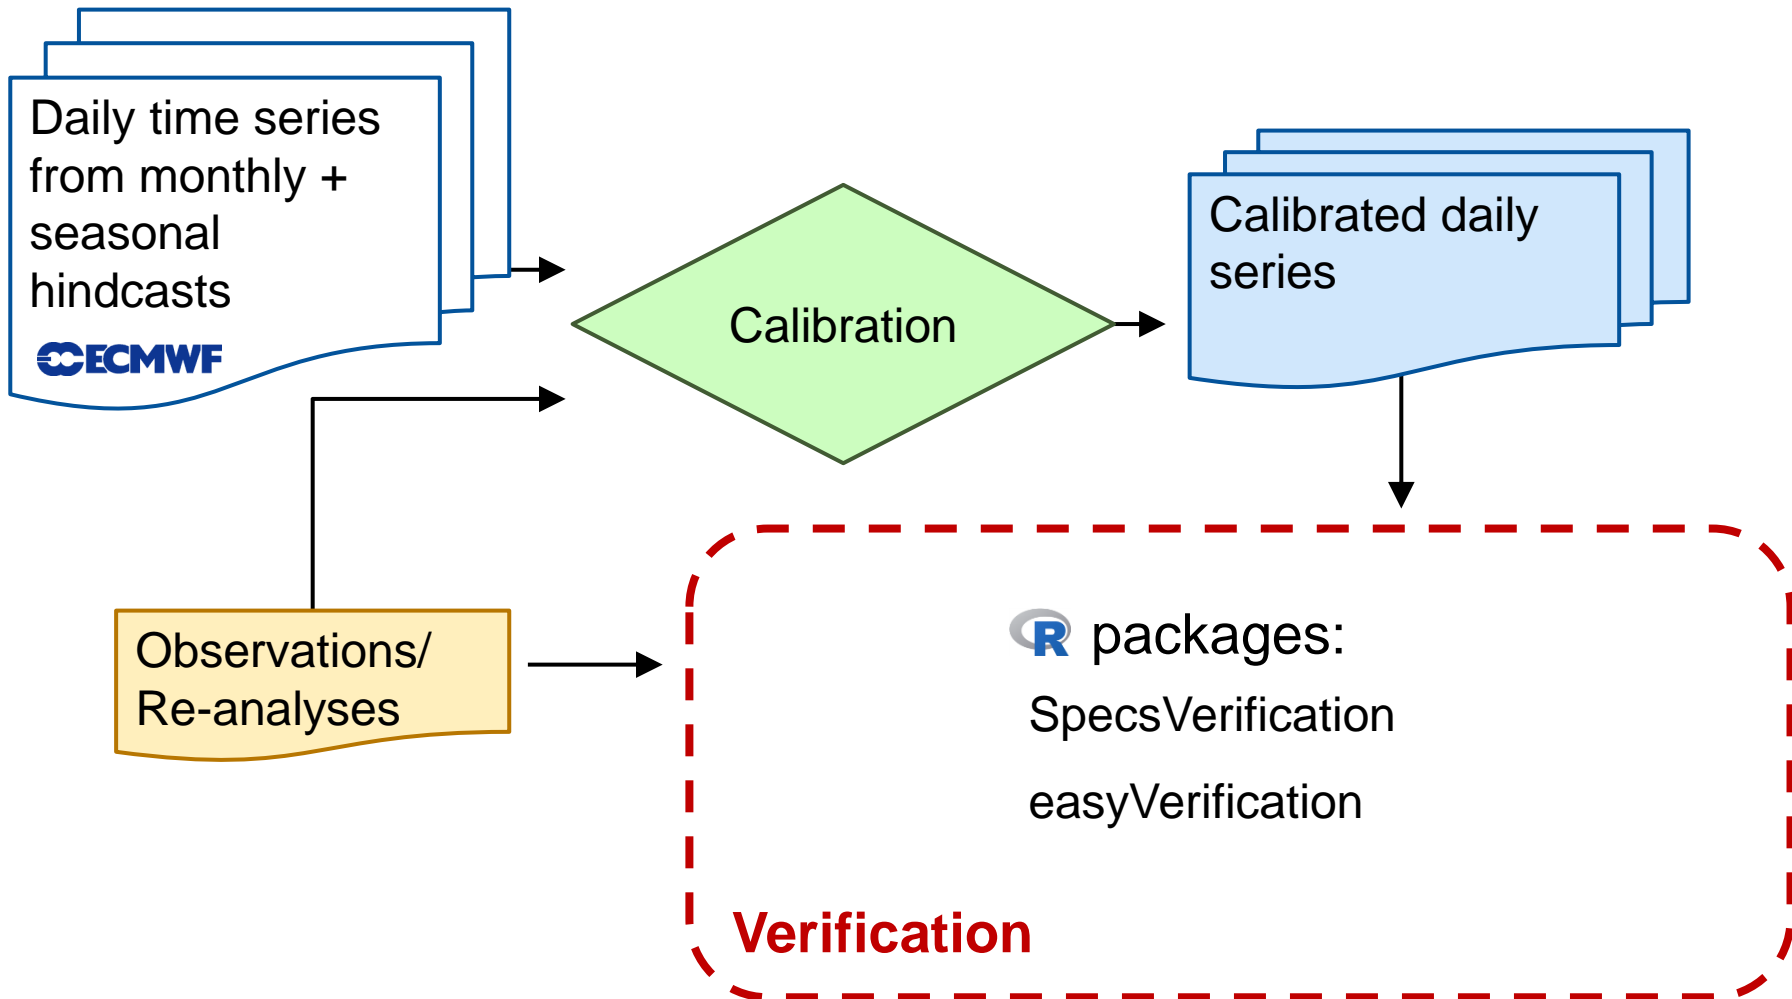 Daily time series
from monthly +
seasonal
hindcasts
ECMWF
Calibration
Calibrated daily
series
Observations/
Re-analyses
R packages:
SpecsVerification
easyVerification
Verification